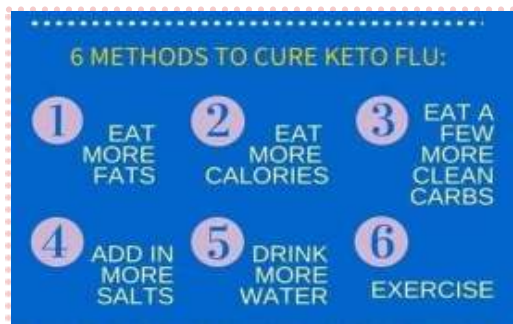 6 METHODS TO CURE KETO FLU:
1
EAT
MORE
FATS
2
EAT
MORE
CALORIES
3
EAT A
FEW
MORE
CLEAN
CARBS
4
ADD IN
MORE
SALTS
5
DRINK
MORE
WATER
6
EXERCISE